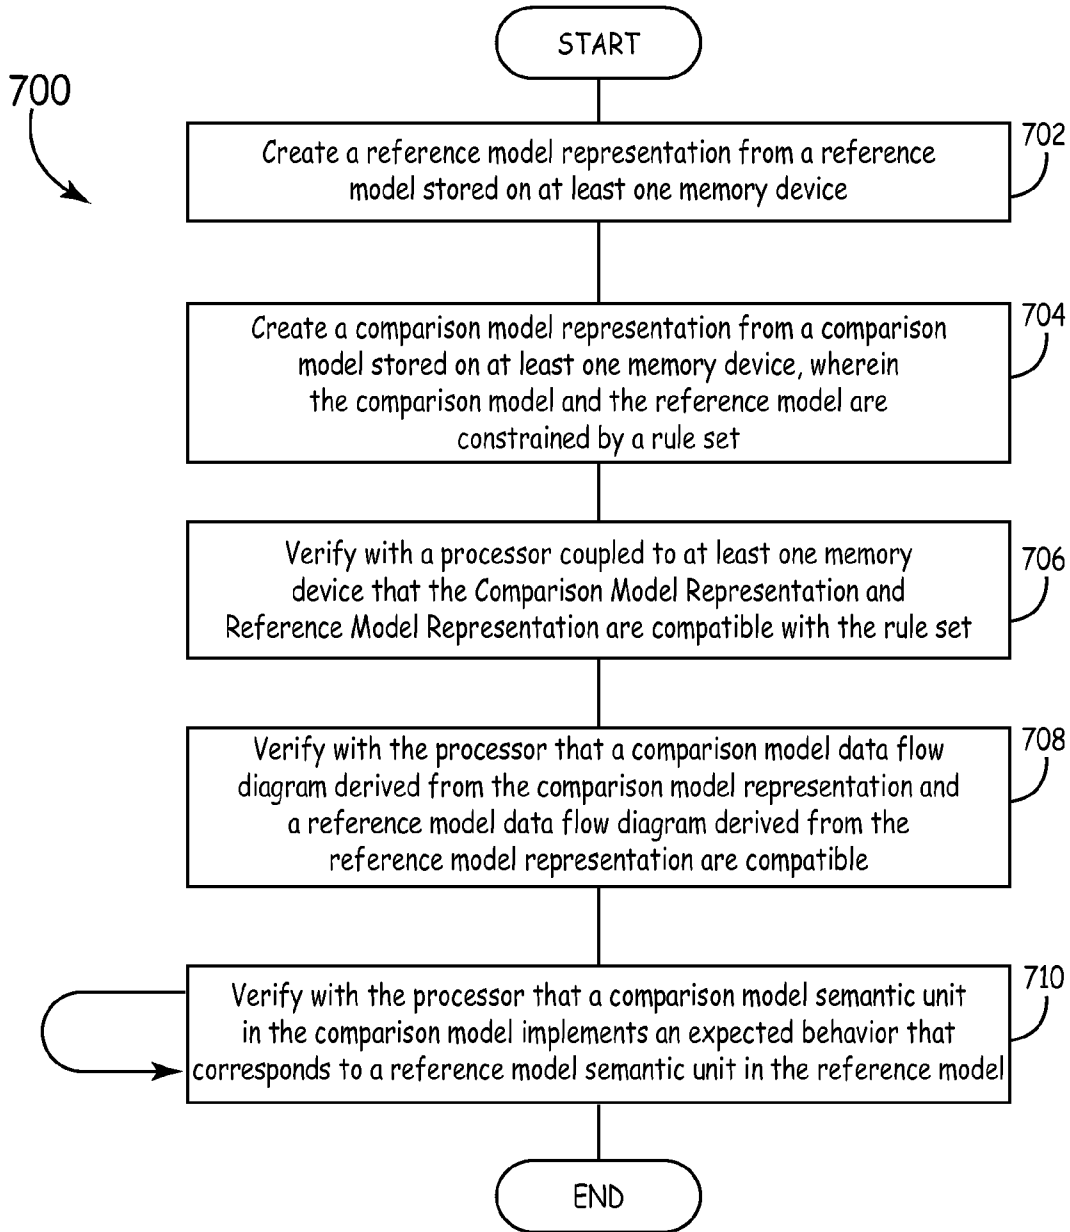 START
700
702
Create a reference model representation from a reference
model stored on at least one memory device
704
Create a comparison model representation from a comparison
model stored on at least one memory device, wherein
the comparison model and the reference model are
constrained by a rule set
706
Verify with a processor coupled to at least one memory
device that the Comparison Model Representation and
Reference Model Representation are compatible with the rule set
708
Verify with the processor that a comparison model data flow
diagram derived from the comparison model representation and
a reference model data flow diagram derived from the
reference model representation are compatible
710
Verify with the processor that a comparison model semantic unit
in the comparison model implements an expected behavior that
corresponds to a reference model semantic unit in the reference model
END